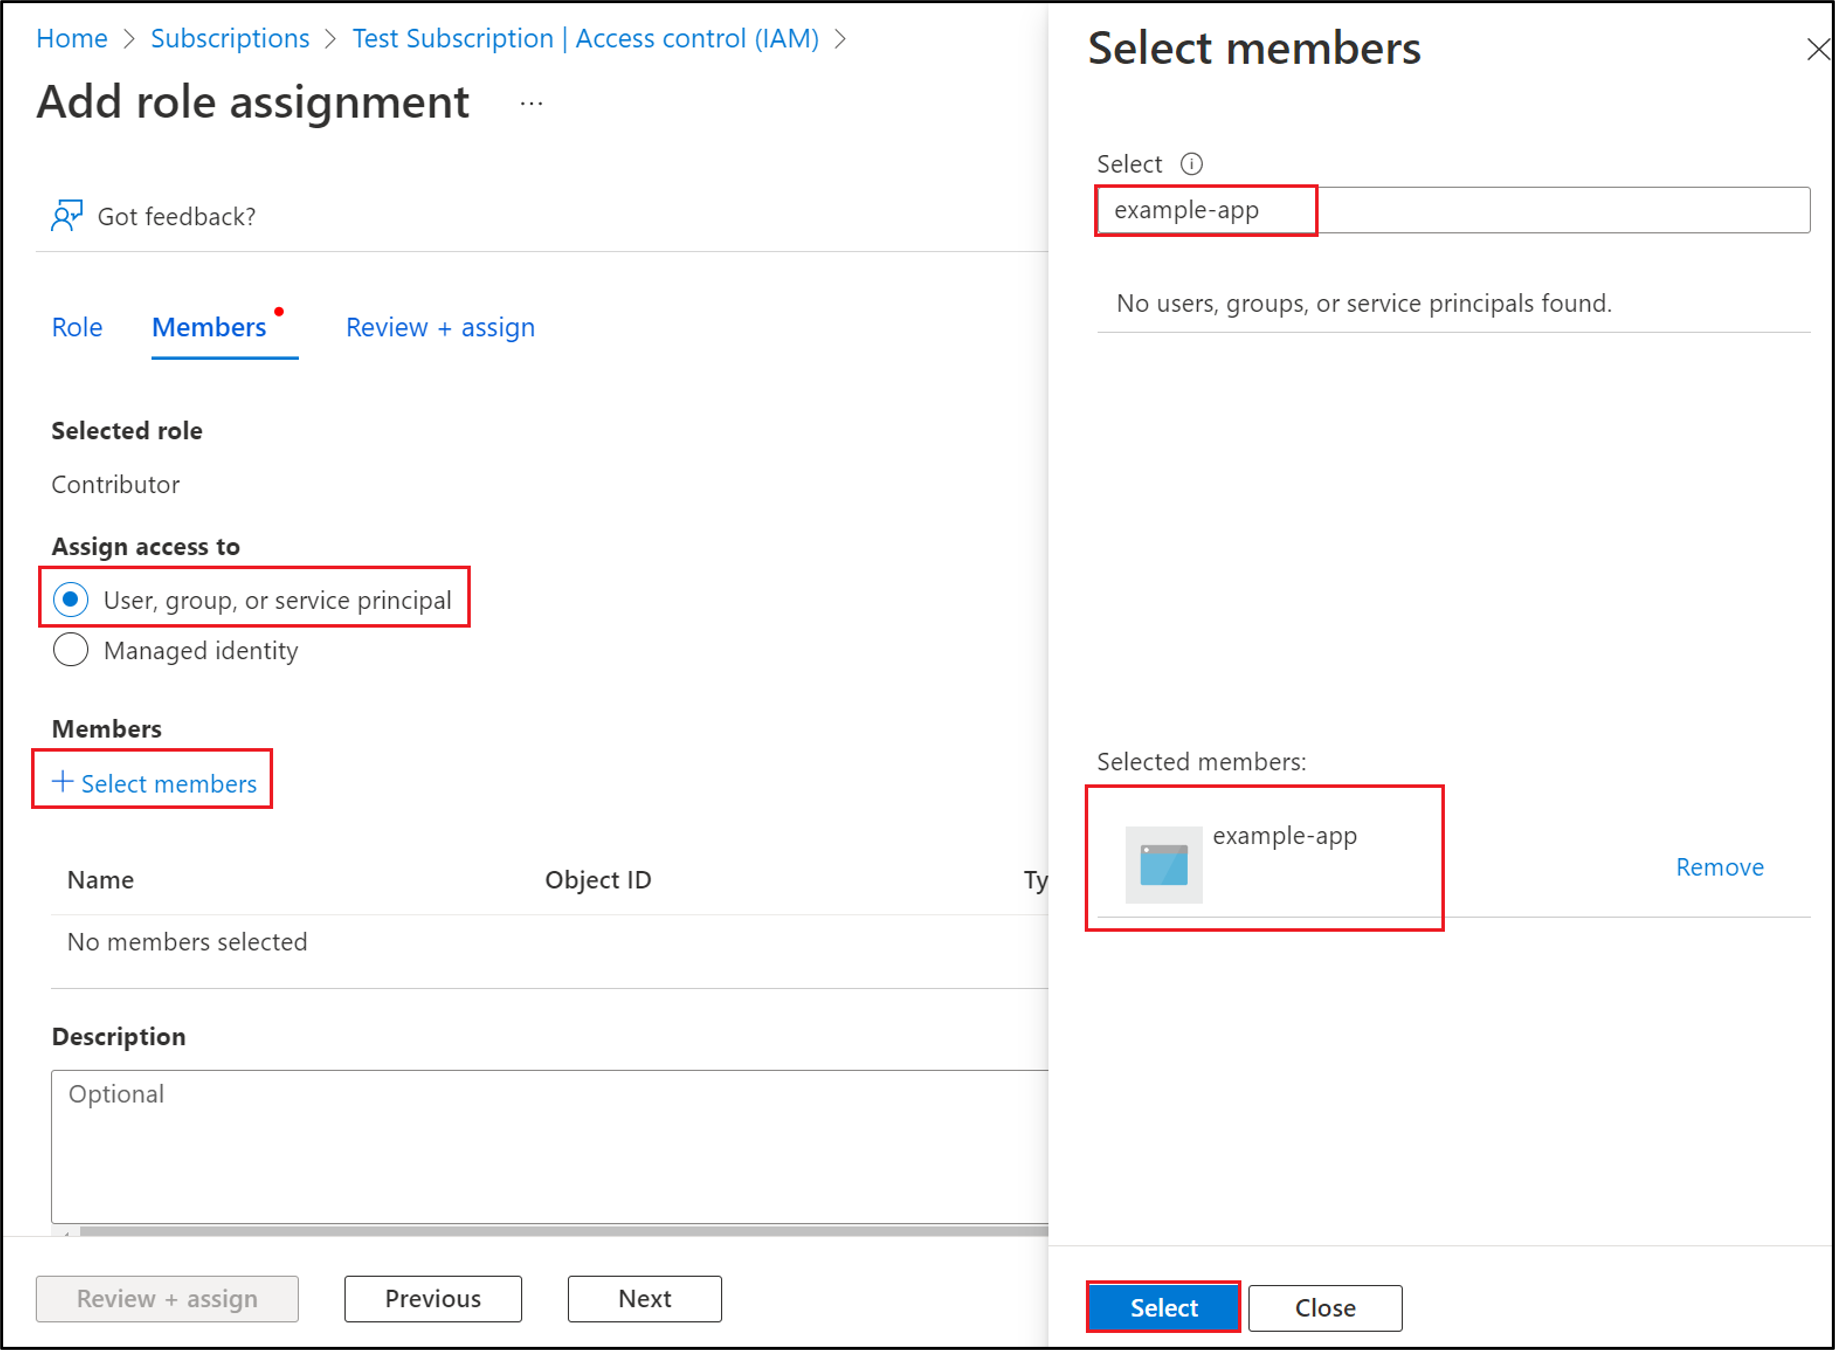 Home > Subscriptions > Test Subscription | Access control (IAM) >
Add role assignment ...
Got feedback?
Role Members Review + assign
Selected role
Contributor
Assign access to
User, group, or service principal
Managed identity
Members
+ Select members
Name Object ID Ty
No members selected
Description
Optional
Review + assign Previous Next
Select members
Select
example-app
No users, groups, or service principals found.
Selected members:
example-app
Remove
Select Close